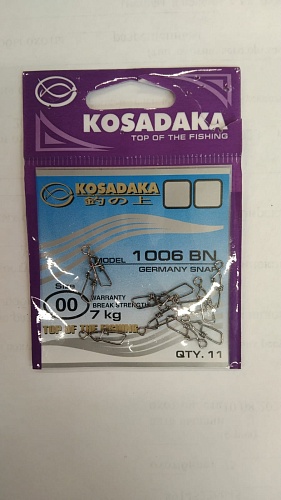 KOSADAKA
TOP OF THE FISHING
KOSADAKA
釣の上
MODEL 1006 BN
GERMANY SNAP
Size
00
WARRANTY
BREAK STRENGTH
7 kg
TOP OF THE FISHING
QTY. 11